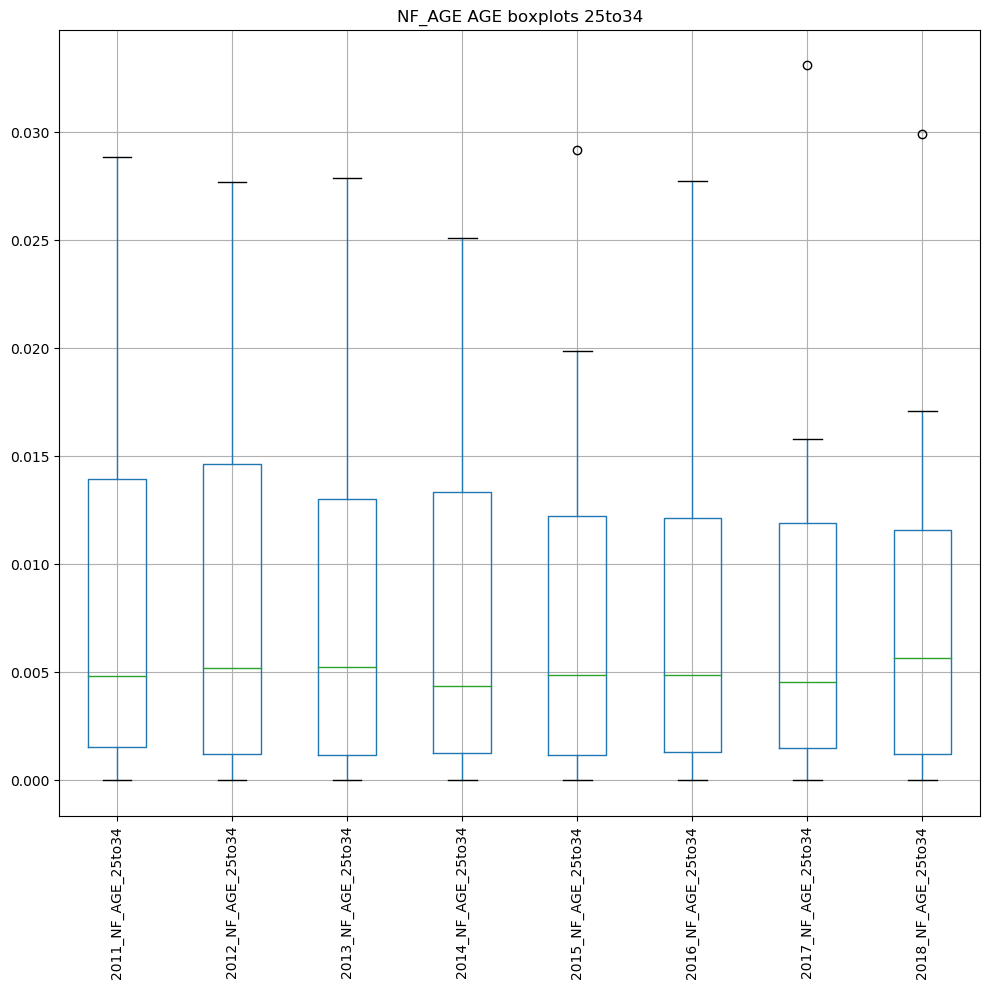 NF_AGE AGE boxplots 25to34
0.030
0.025
0.020
0.015
0.010
0.005
0.000
2011_NF_AGE_25to34
2012_NF_AGE_25to34
2013_NF_AGE_25to34
2014_NF_AGE_25to34
2015_NF_AGE_25to34
2016_NF_AGE_25to34
2017_NF_AGE_25to34
2018_NF_AGE_25to34